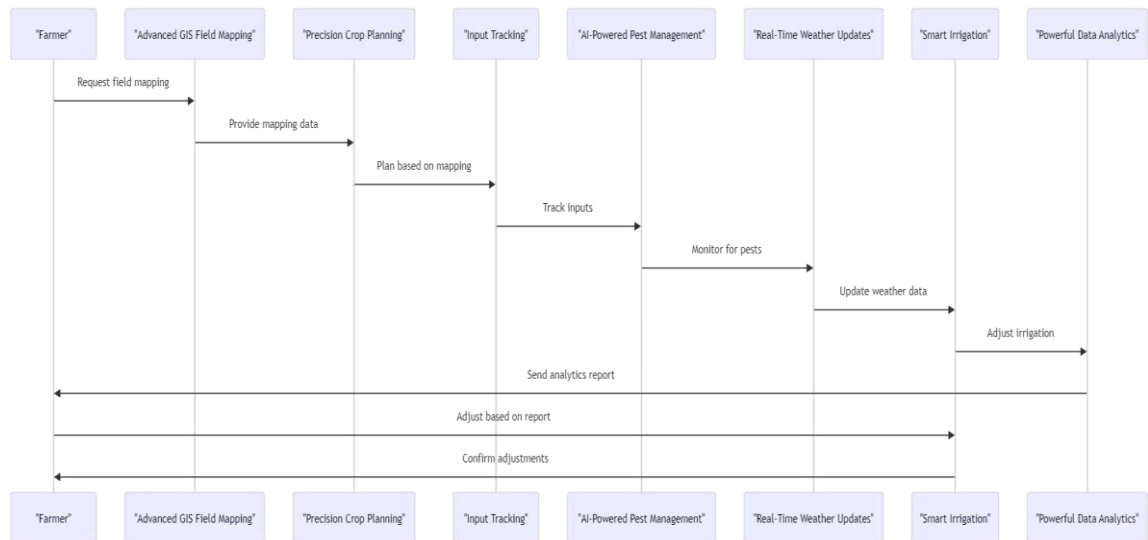 "Farmer"
"Advanced GIS Field Mapping"
"Precision Crop Planning"
"Input Tracking"
"AI-Powered Pest Management"
"Real-Time Weather Updates"
"Smart Irrigation"
"Powerful Data Analytics"
Request field mapping
Provide mapping data
Plan based on mapping
Track inputs
Monitor for pests
Update weather data
Adjust irrigation
Send analytics report
Adjust based on report
Confirm adjustments
"Farmer"
"Advanced GIS Field Mapping"
"Precision Crop Planning"
"Input Tracking"
"AI-Powered Pest Management"
"Real-Time Weather Updates"
"Smart Irrigation"
"Powerful Data Analytics"